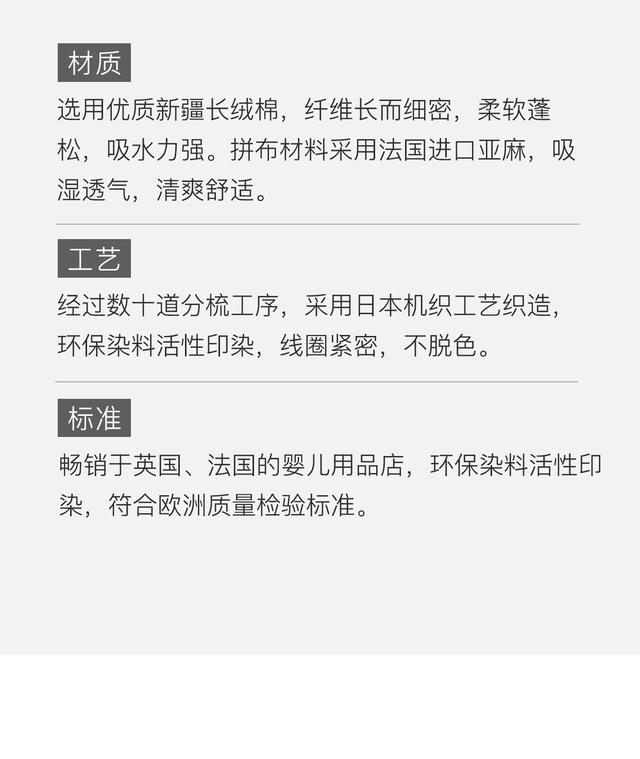 材质
选用优质新疆长绒棉，纤维长而细密，柔软蓬
松，吸水力强。拼布材料采用法国进口亚麻，吸
湿透气，清爽舒适。
工艺
经过数十道分梳工序，采用日本机织工艺织造，
环保染料活性印染，线圈紧密，不脱色。
标准
畅销于英国、法国的婴儿用品店，环保染料活性印
染，符合欧洲质量检验标准。